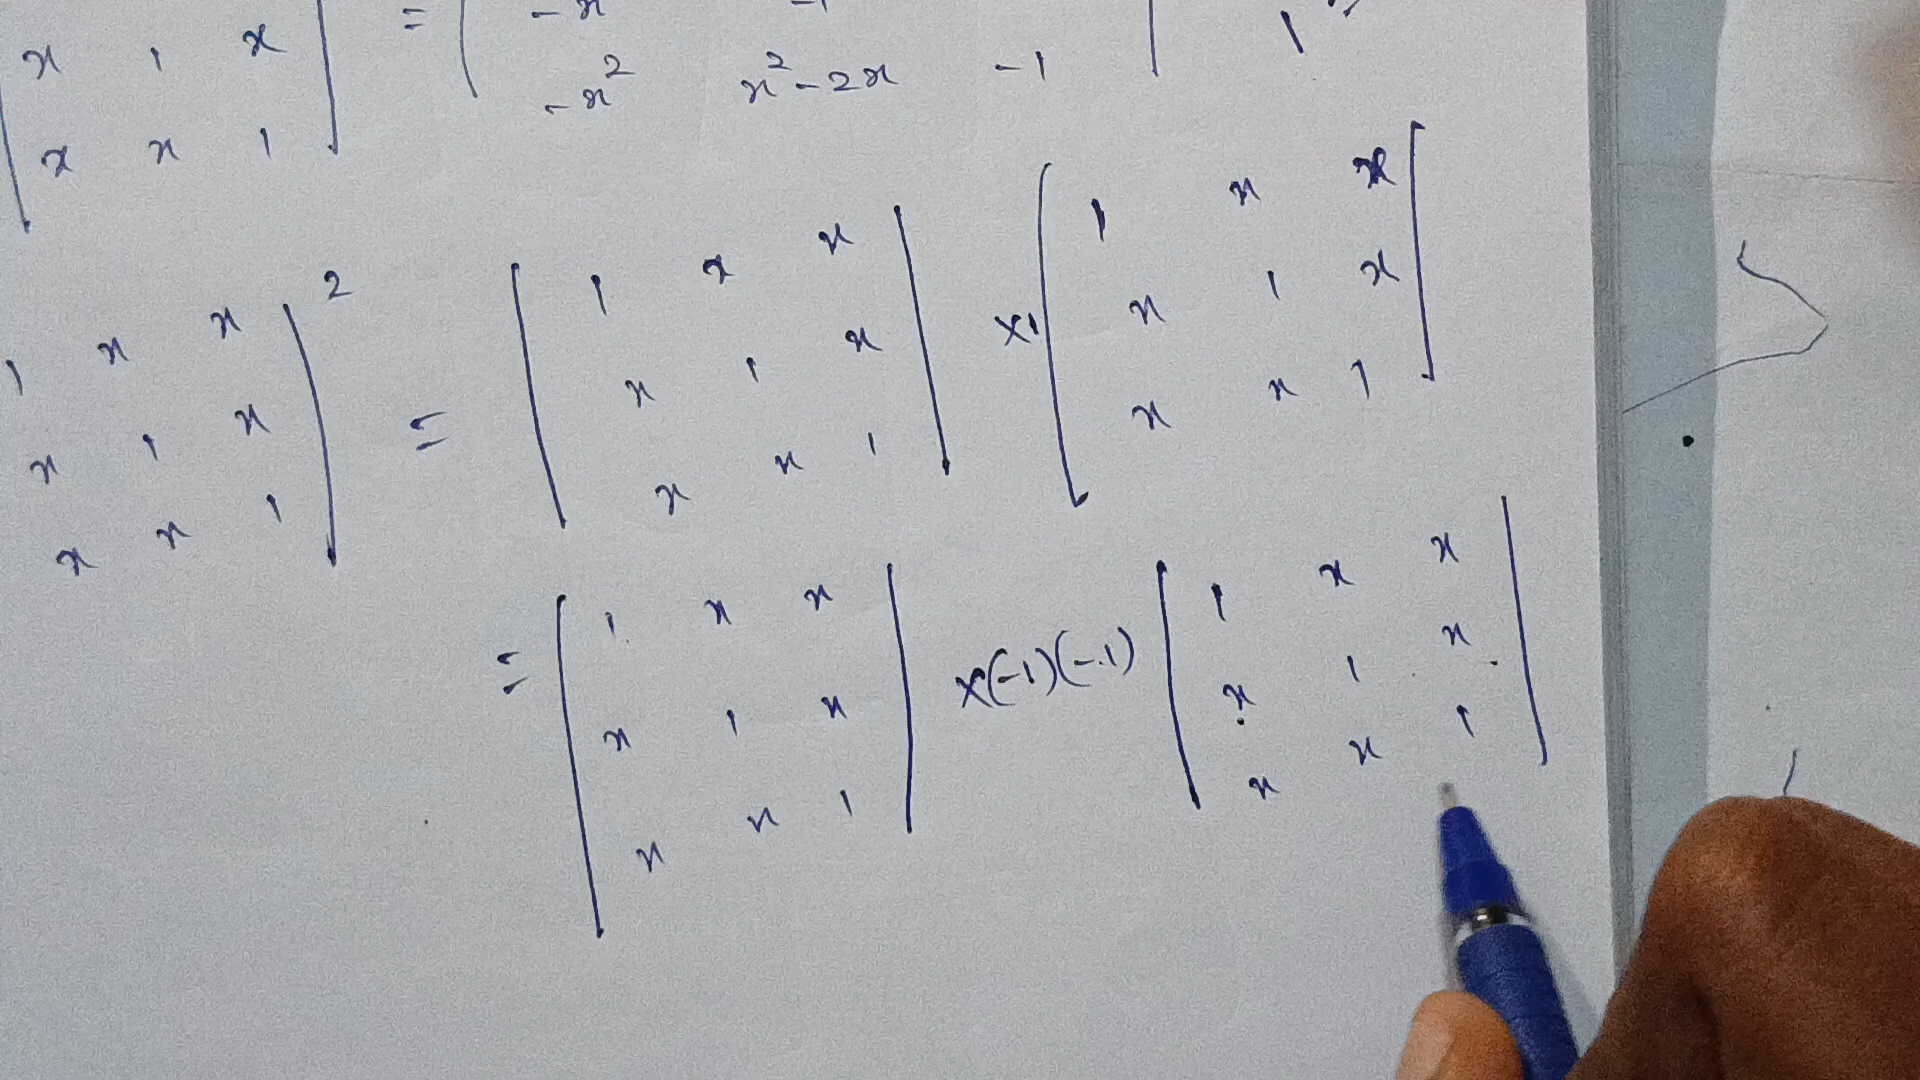 x 1 x = -x -1
-x² x²-2x -1 1
x x 1
1 x x ² = 1 x x ×1 1 x x
x 1 x x 1 x x 1 x
x x 1 x x 1 x x 1
= 1 x x ×(-1)(-1) 1 x x
x 1 x x 1 x
x x 1 x x 1